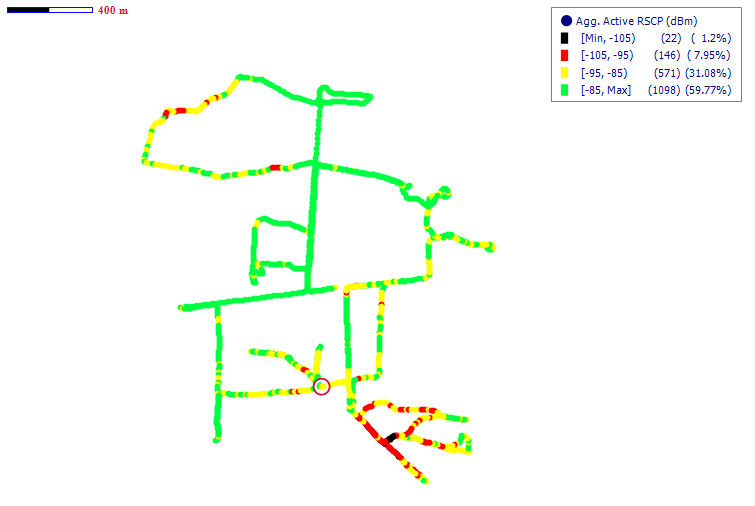 400 m
Agg. Active RSCP (dBm)
[Min, -105) (22) ( 1.2%)
[-105, -95) (146) ( 7.95%)
[-95, -85) (571) (31.08%)
[-85, Max] (1098) (59.77%)